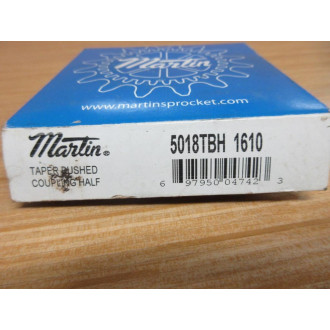 Martin
www.martinsprocket.com
Martin®
TAPER BUSHED
COUPLING HALF
5018TBH 1610
6 97950 04742 3